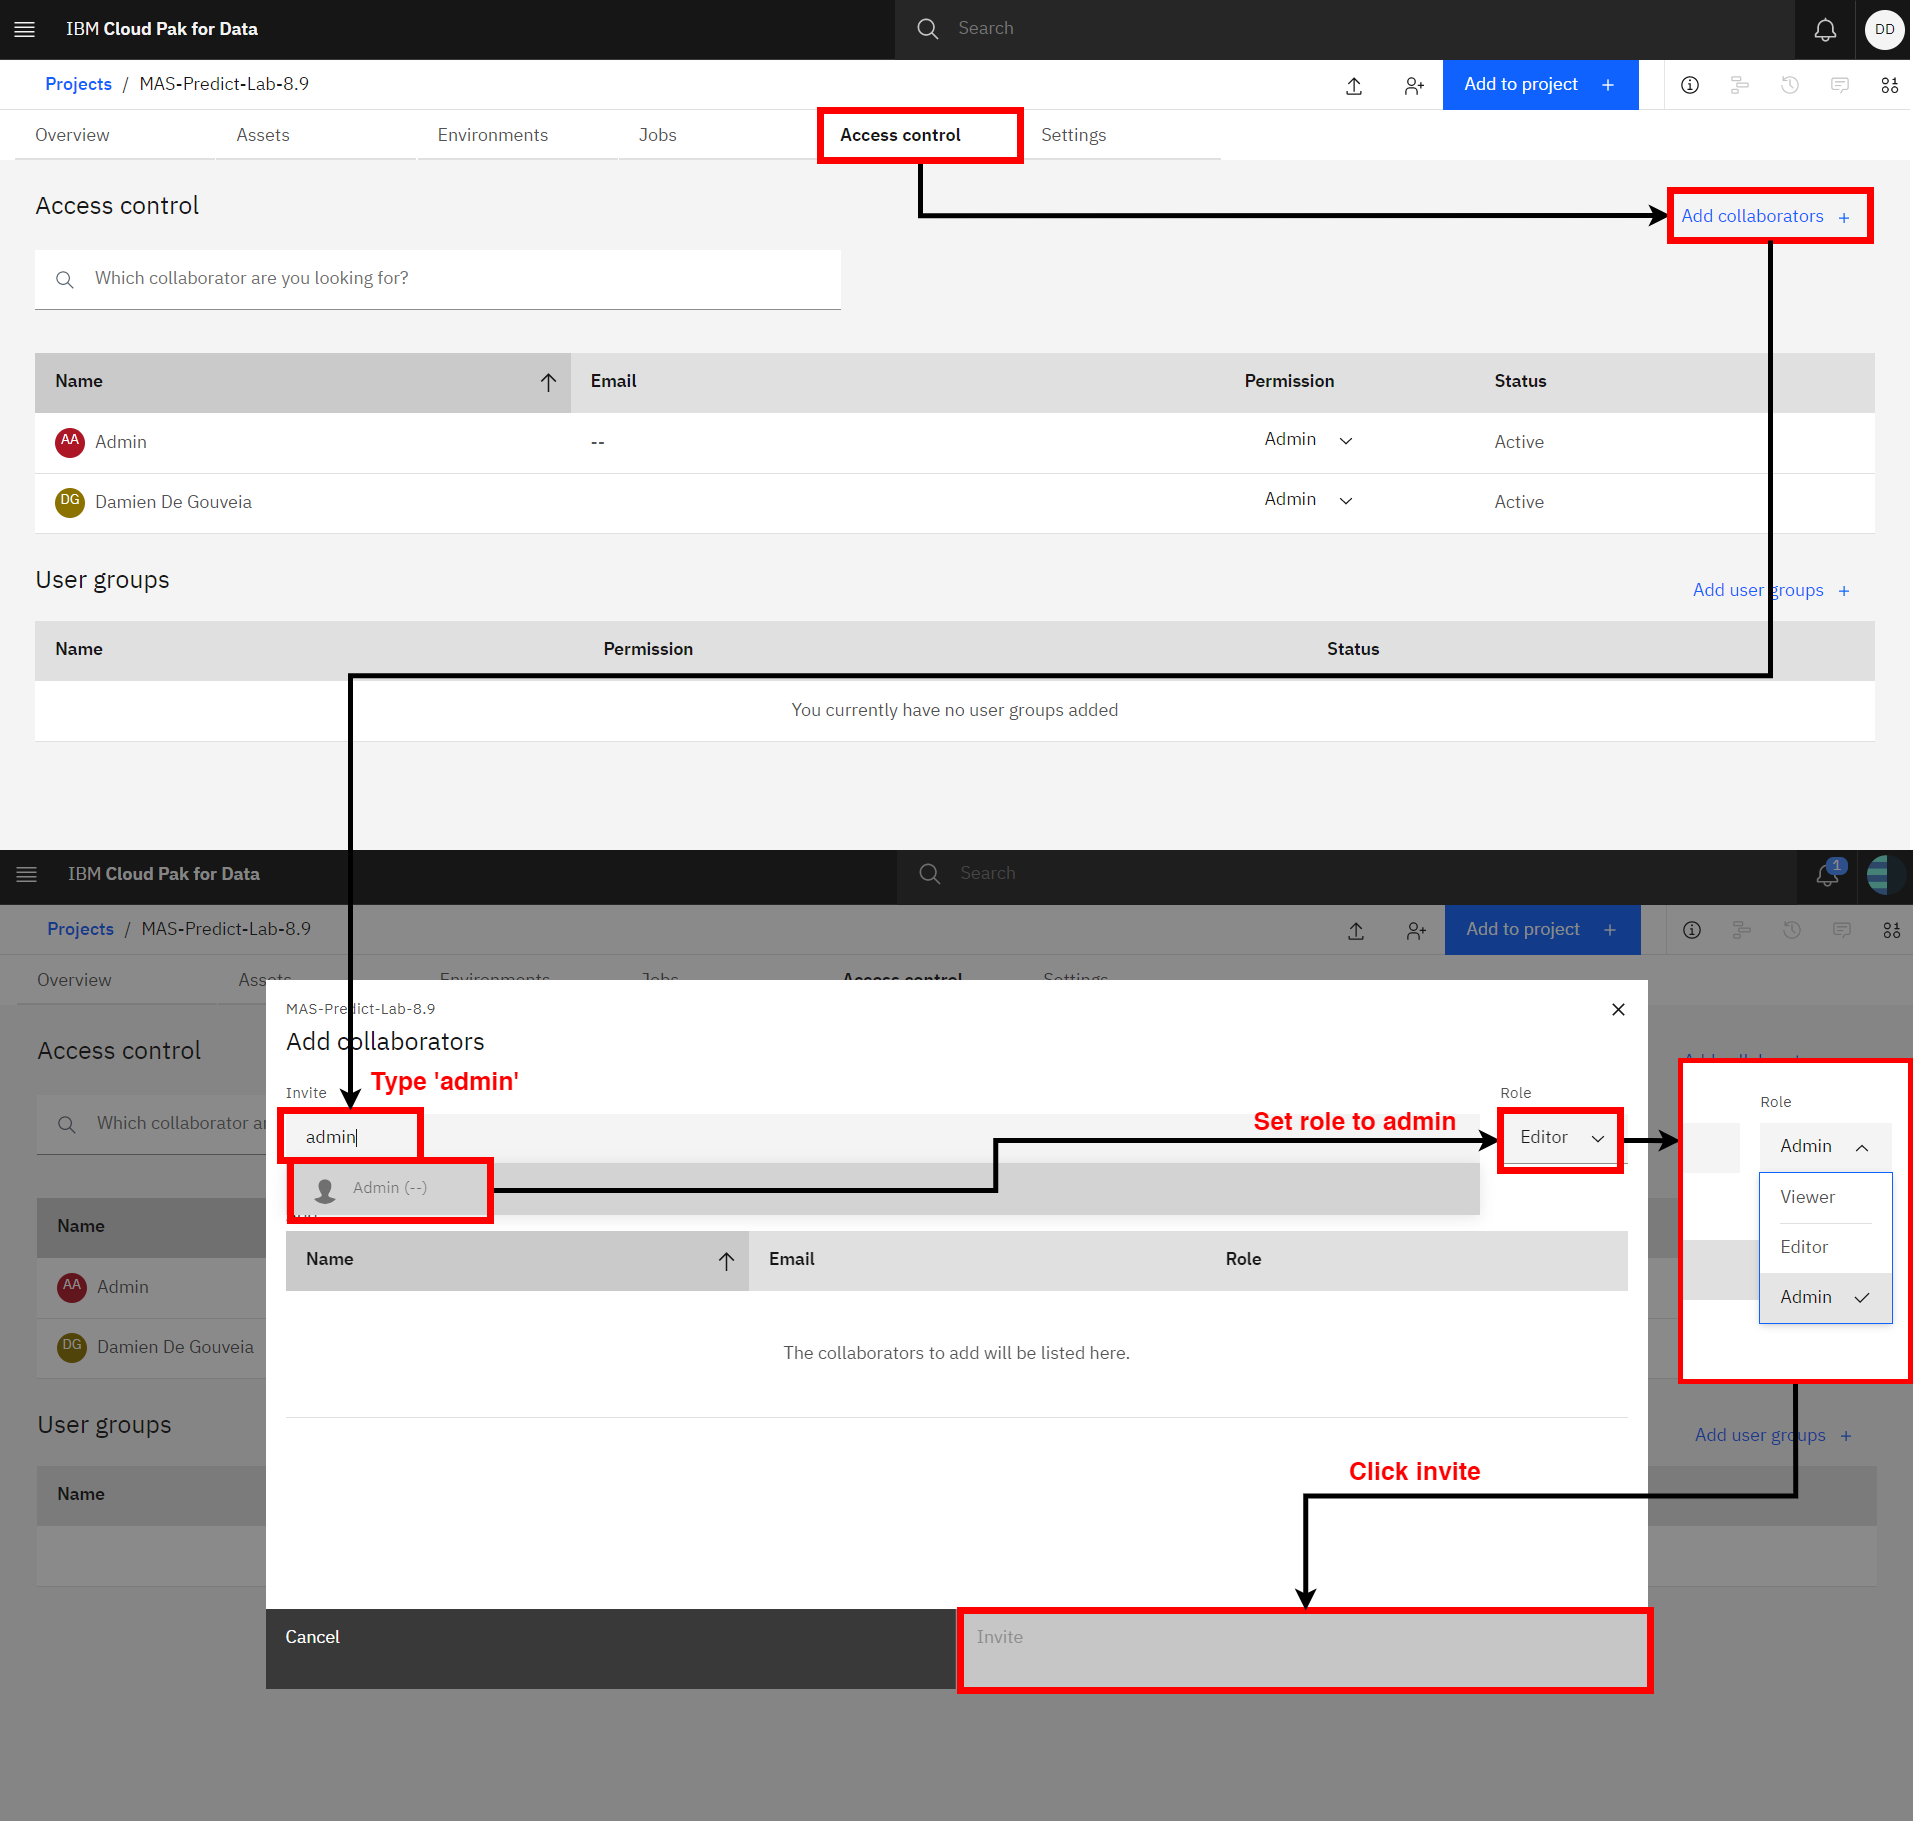 IBM Cloud Pak for Data
Search
DD
Projects / MAS-Predict-Lab-8.9
Add to project +
Overview
Assets
Environments
Jobs
Access control
Settings
Access control
Add collaborators +
Which collaborator are you looking for?
Name
Email
Permission
Status
AA Admin
--
Admin
Active
DG Damien De Gouveia
Admin
Active
User groups
Add user groups +
Name
Permission
Status
You currently have no user groups added
IBM Cloud Pak for Data
Search
1
Projects / MAS-Predict-Lab-8.9
Add to project +
Overview
Assets
Environments
Jobs
Access control
Settings
MAS-Predict-Lab-8.9
Add collaborators
Access control
Invite
Type 'admin'
Role
Role
Which collaborator
admin
Set role to admin
Editor
Admin
Admin (--)
Viewer
Editor
Admin
Name
Name
Email
Role
AA Admin
DG Damien De Gouveia
The collaborators to add will be listed here.
User groups
Add user groups +
Click invite
Name
Cancel
Invite